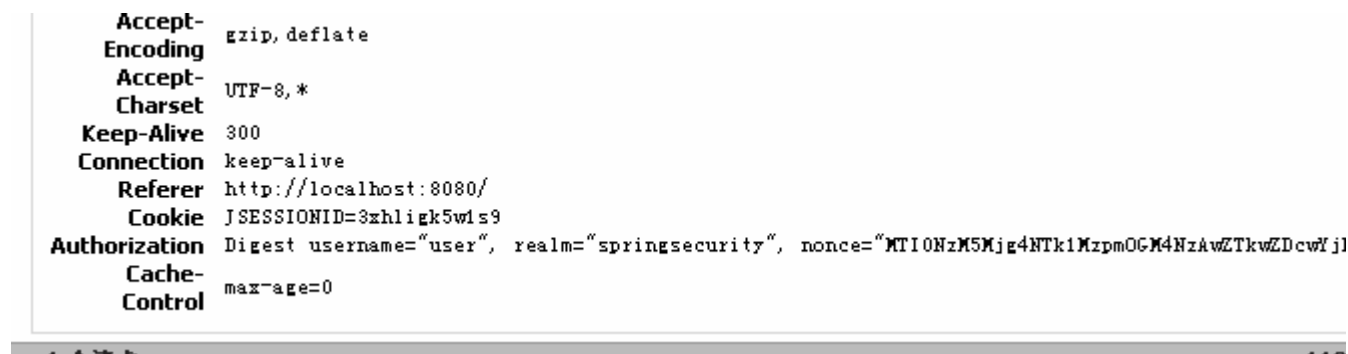 Accept-Encoding gzip,deflate
Accept-Charset UTF-8,*
Keep-Alive 300
Connection keep-alive
Referer http://localhost:8080/
Cookie JSESSIONID=3xhligk5w1s9
Authorization Digest username="user", realm="springsecurity", nonce="MTI0NzM5Mjg4NTk1MzpmOGM4NzAwZTkwZDcwYj
Cache-Control max-age=0